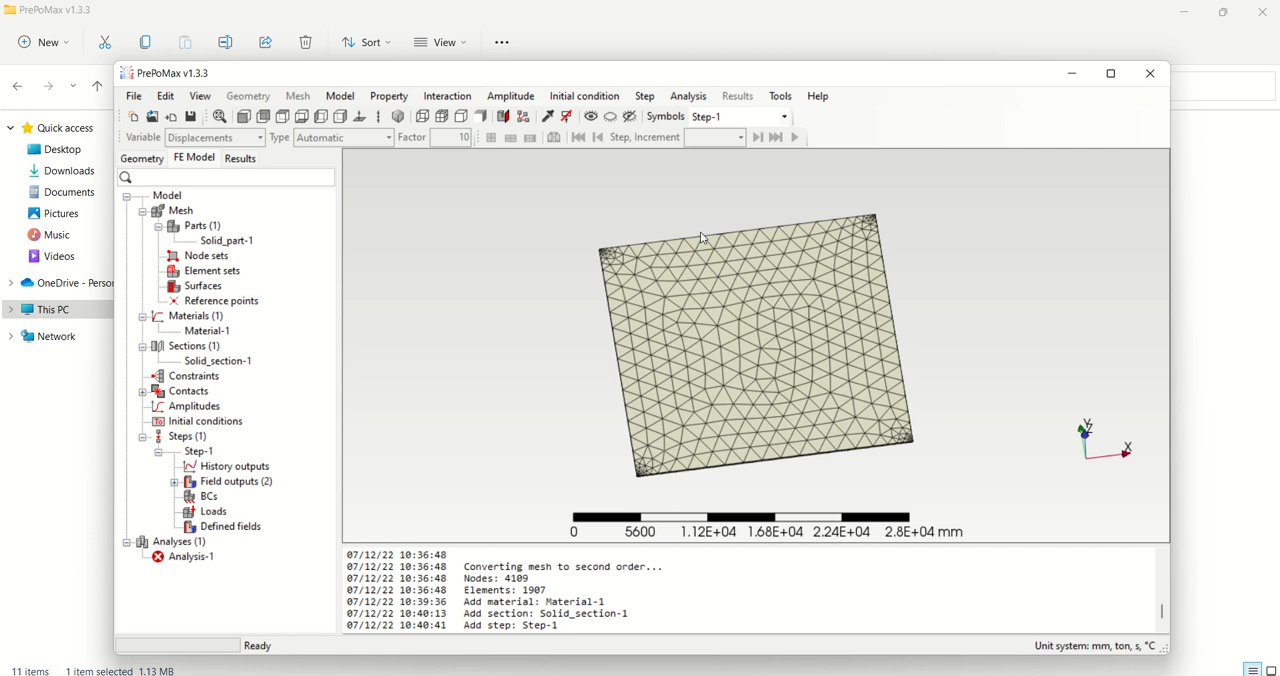 PrePoMax v1.3.3
New
Sort
View
PrePoMax v1.3.3
File Edit View Geometry Mesh Model Property Interaction Amplitude Initial condition Step Analysis Results Tools Help
Symbols Step-1
Variable Displacements Type Automatic Factor 10 Step, Increment
Quick access
Desktop
Downloads
Documents
Pictures
Music
Videos
OneDrive - Person
This PC
Network
Geometry FE Model Results
Model
Mesh
Parts (1)
Solid_part-1
Node sets
Element sets
Surfaces
Reference points
Materials (1)
Material-1
Sections (1)
Solid_section-1
Constraints
Contacts
Amplitudes
Initial conditions
Steps (1)
Step-1
History outputs
Field outputs (2)
BCs
Loads
Defined fields
Analyses (1)
Analysis-1
Y
Z
X
0 5600 1.12E+04 1.68E+04 2.24E+04 2.8E+04 mm
07/12/22 10:36:48
07/12/22 10:36:48 Converting mesh to second order...
07/12/22 10:36:48 Nodes: 4109
07/12/22 10:36:48 Elements: 1907
07/12/22 10:39:36 Add material: Material-1
07/12/22 10:40:13 Add section: Solid_section-1
07/12/22 10:40:41 Add step: Step-1
Ready
Unit system: mm, ton, s, °C
11 items 1 item selected 1.13 MB